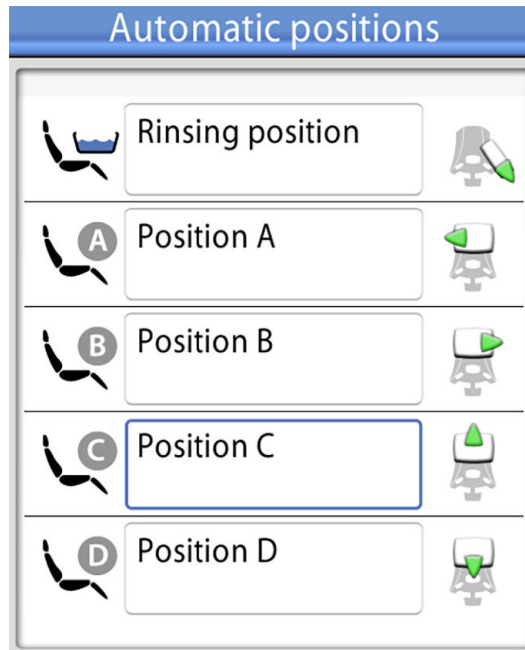 Automatic positions
Rinsing position
A
Position A
B
Position B
C
Position C
D
Position D